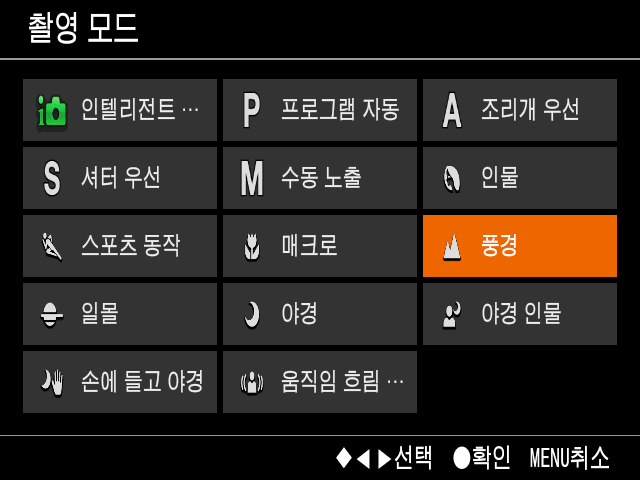 촬영 모드
인텔리전트 …
P 프로그램 자동
A 조리개 우선
S 셔터 우선
M 수동 노출
인물
스포츠 동작
매크로
풍경
일몰
야경
야경 인물
손에 들고 야경
움직임 흐림 …
선택 확인 MENU취소